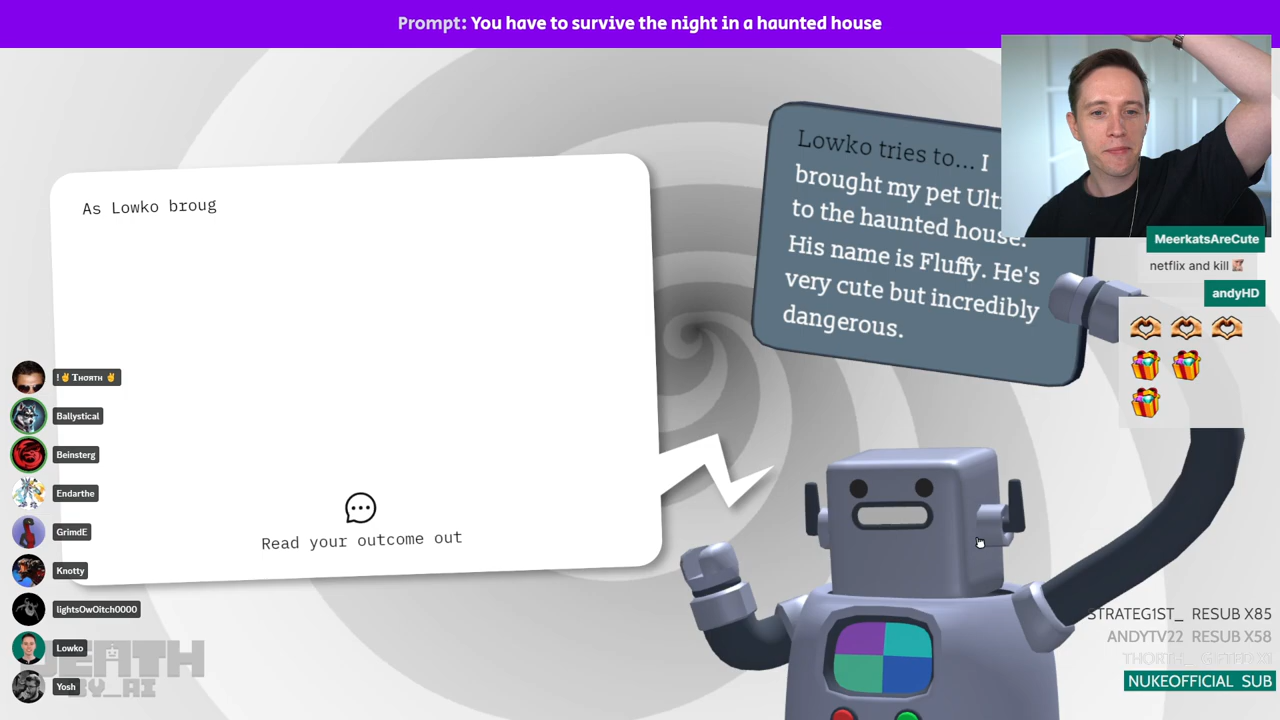 Prompt: You have to survive the night in a haunted house
Lowko tries to... I
brought my pet
to the haunted house.
His name is Fluffy. He's
very cute but incredibly
dangerous.
As Lowko broug
Read your outcome out
MeerkatsAreCute
netflix and kill
andyHD
!✌Thorth ✌
Ballystical
Beinsterg
Endarthe
GrimdE
Knotty
lightsOwOitch0000
Lowko
Yosh
DEATH
BY_AI
STRATEG1ST_ RESUB X85
ANDYTV22 RESUB X58
NUKEOFFICIAL SUB